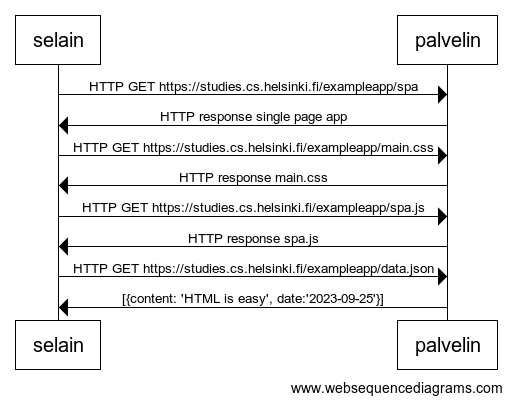 selain palvelin
HTTP GET https://studies.cs.helsinki.fi/exampleapp/spa
HTTP response single page app
HTTP GET https://studies.cs.helsinki.fi/exampleapp/main.css
HTTP response main.css
HTTP GET https://studies.cs.helsinki.fi/exampleapp/spa.js
HTTP response spa.js
HTTP GET https://studies.cs.helsinki.fi/exampleapp/data.json
[{content: 'HTML is easy', date:'2023-09-25'}]
selain palvelin
www.websequencediagrams.com